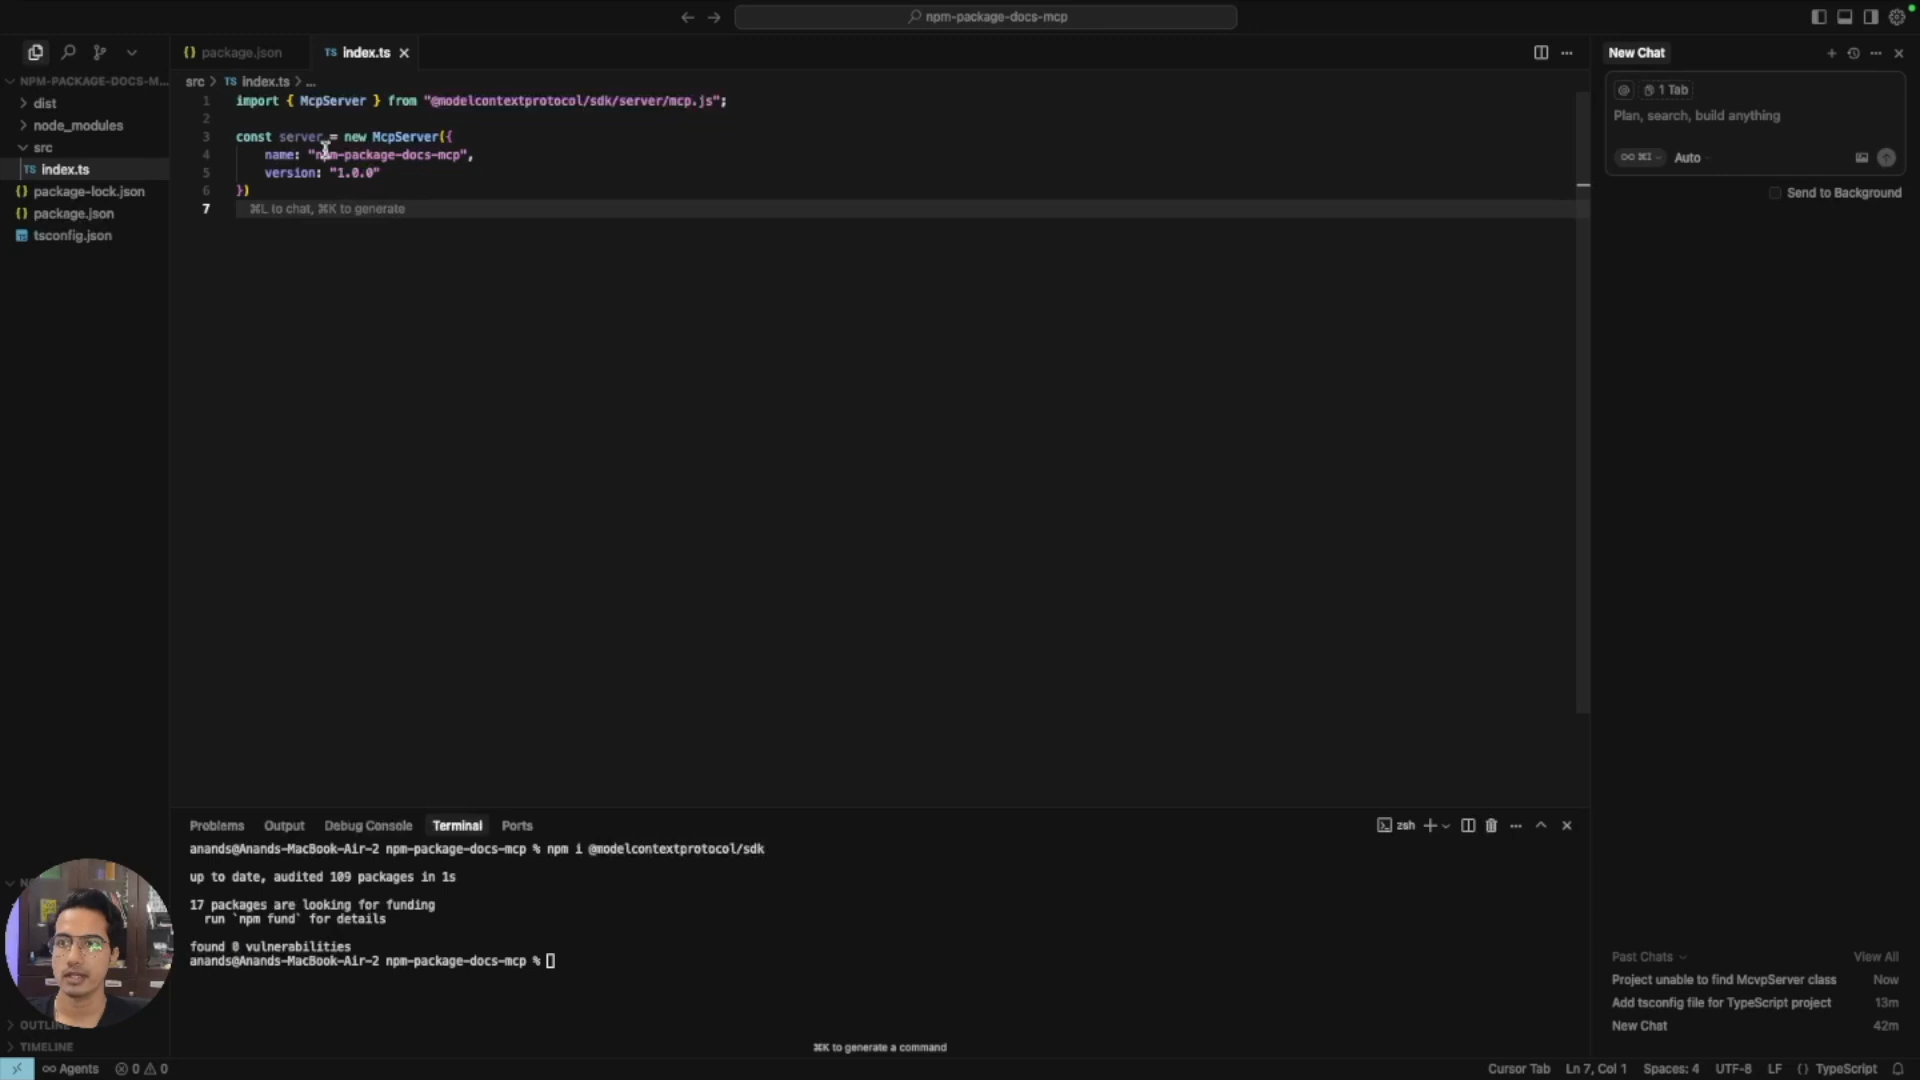 npm-package-docs-mcp
NPM-PACKAGE-DOCS-M...
dist
node_modules
src
TS index.ts
{} package-lock.json
{} package.json
tsconfig.json
OUTLINE
TIMELINE
{} package.json
TS index.ts
src > TS index.ts > ...
1 import { McpServer } from "@modelcontextprotocol/sdk/server/mcp.js";
2
3 const server = new McpServer({
4 name: "npm-package-docs-mcp",
5 version: "1.0.0"
6 })
7 ⌘L to chat, ⌘K to generate
Problems Output Debug Console Terminal Ports
zsh
anands@Anands-MacBook-Air-2 npm-package-docs-mcp % npm i @modelcontextprotocol/sdk
up to date, audited 109 packages in 1s
17 packages are looking for funding
run `npm fund` for details
found 0 vulnerabilities
anands@Anands-MacBook-Air-2 npm-package-docs-mcp %
⌘K to generate a command
New Chat
@ 1 Tab
Plan, search, build anything
∞ ⌘I Auto
Send to Background
Past Chats View All
Project unable to find McvpServer class Now
Add tsconfig file for TypeScript project 13m
New Chat 42m
∞ Agents 0 0
Cursor Tab Ln 7, Col 1 Spaces: 4 UTF-8 LF {} TypeScript